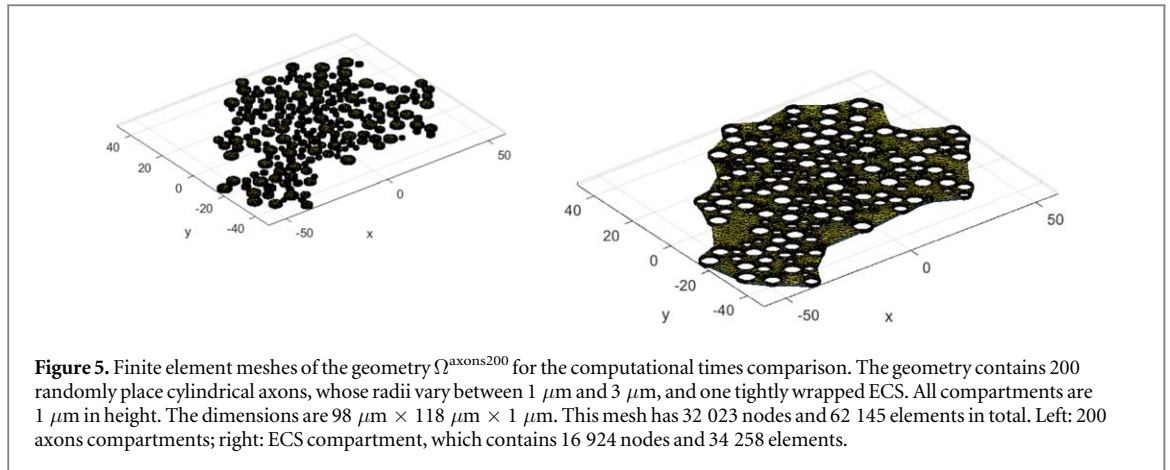 40
20
0
-20
-40
y
-50
0
50
x
40
20
0
-20
-40
y
-50
0
50
x
Figure 5. Finite element meshes of the geometry Ω^axons200 for the computational times comparison. The geometry contains 200
randomly place cylindrical axons, whose radii vary between 1 μm and 3 μm, and one tightly wrapped ECS. All compartments are
1 μm in height. The dimensions are 98 μm × 118 μm × 1 μm. This mesh has 32 023 nodes and 62 145 elements in total. Left: 200
axons compartments; right: ECS compartment, which contains 16 924 nodes and 34 258 elements.